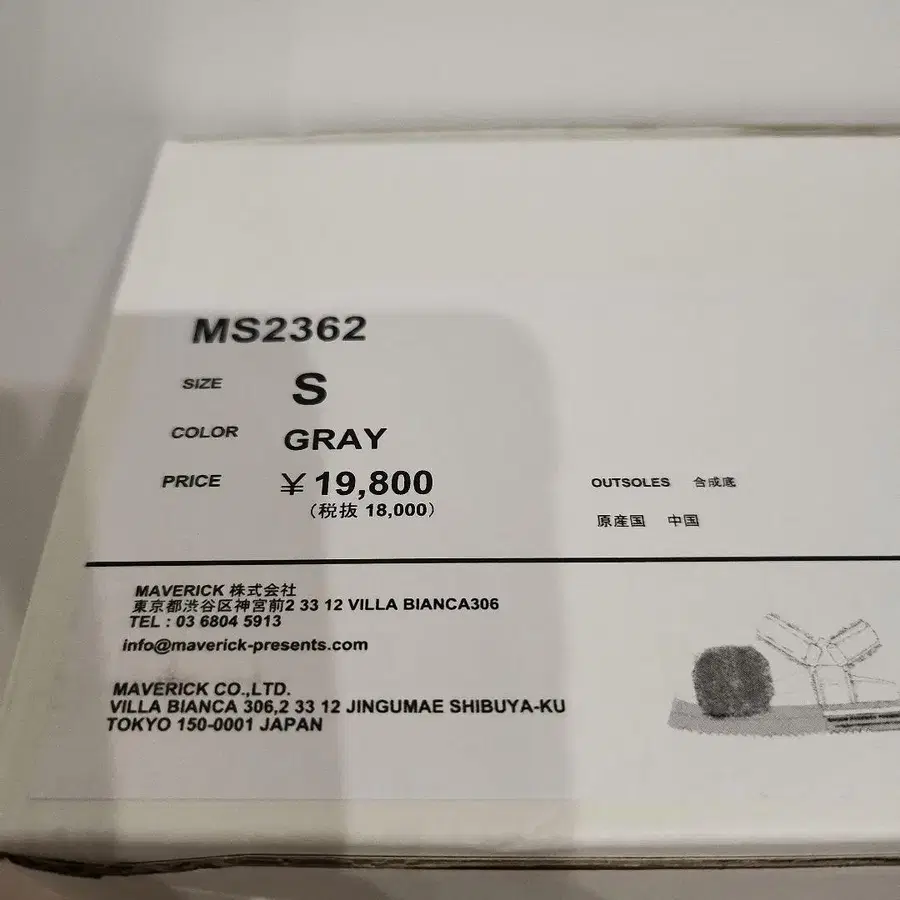 MS2362
SIZE S
COLOR GRAY
PRICE ¥19,800
(税抜 18,000)
OUTSOLES 合成底
原産国 中国
MAVERICK 株式会社
東京都渋谷区神宮前2 33 12 VILLA BIANCA306
TEL : 03 6804 5913
info@maverick-presents.com
MAVERICK CO.,LTD.
VILLA BIANCA 306,2 33 12 JINGUMAE SHIBUYA-KU
TOKYO 150-0001 JAPAN